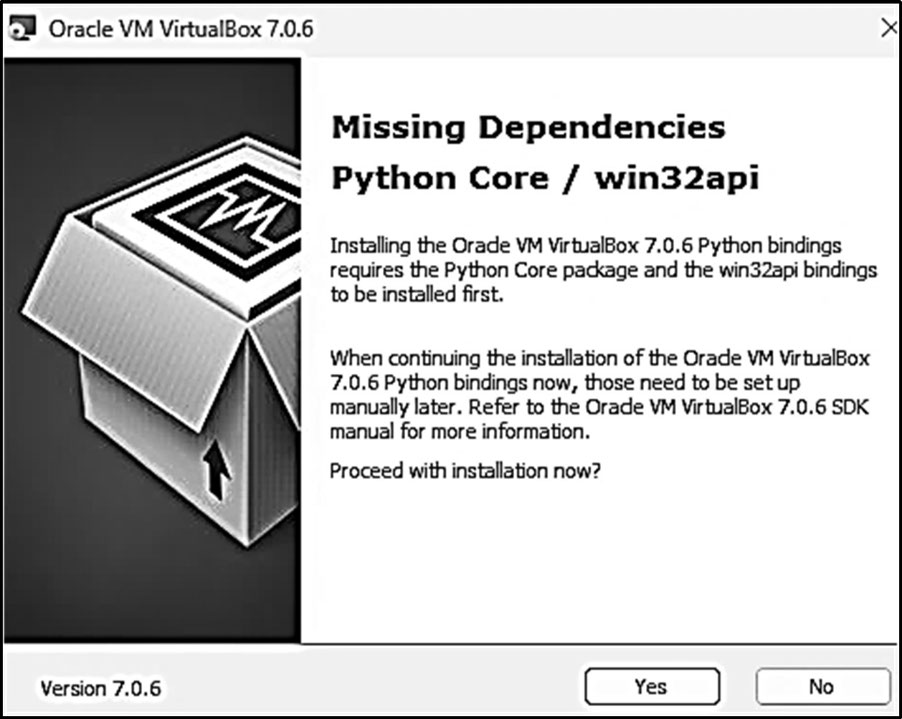 Oracle VM VirtualBox 7.0.6
Missing Dependencies
Python Core / win32api
Installing the Oracle VM VirtualBox 7.0.6 Python bindings
requires the Python Core package and the win32api bindings
to be installed first.
When continuing the installation of the Oracle VM VirtualBox
7.0.6 Python bindings now, those need to be set up
manually later. Refer to the Oracle VM VirtualBox 7.0.6 SDK
manual for more information.
Proceed with installation now?
Version 7.0.6
Yes
No